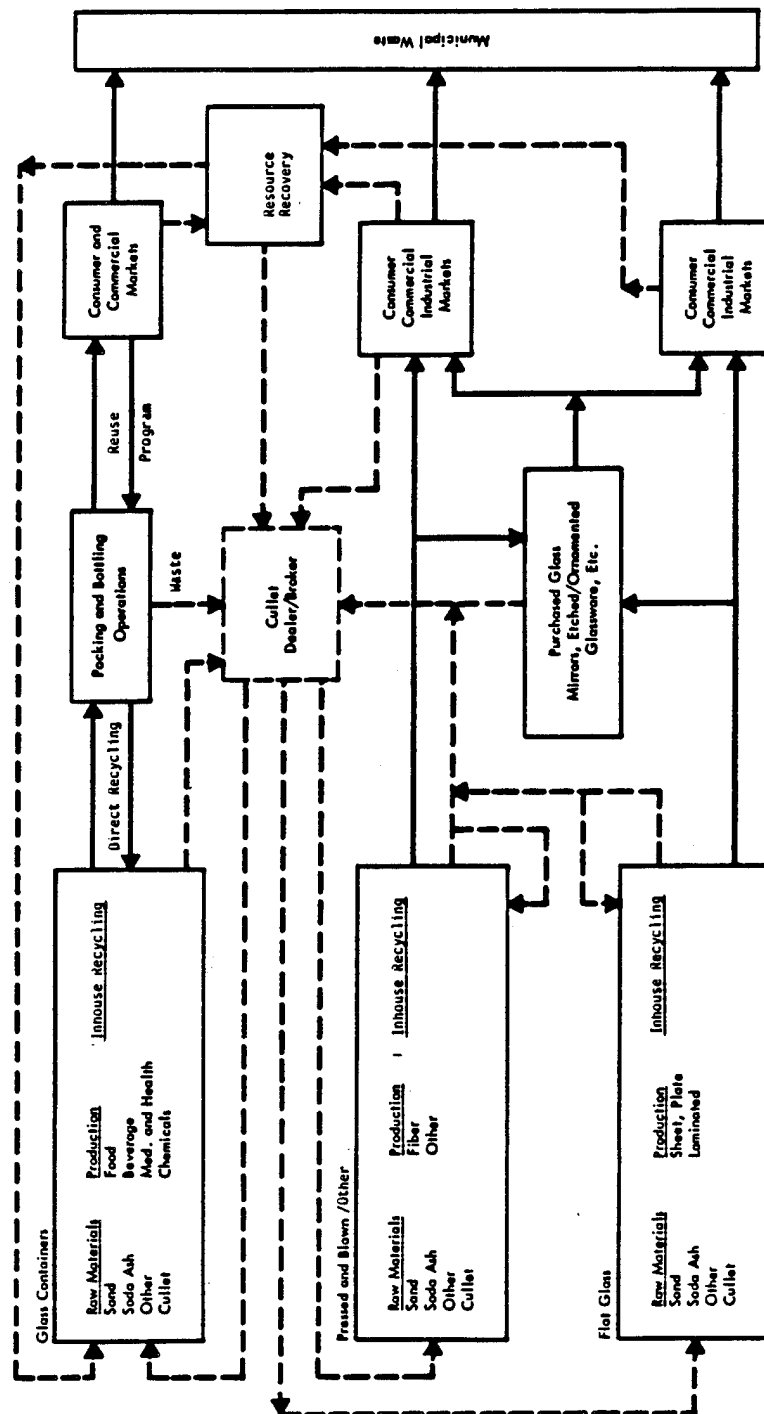 Glass Containers
Raw Materials
Sand
Soda Ash
Other
Cullet
Production
Food
Beverage
Med. and Health
Chemicals
Inhouse Recycling
Direct Recycling
Packing and Bottling
Operations
Waste
Reuse
Program
Consumer and
Commercial
Markets
Resource
Recovery
Municipal Waste
Cullet
Dealer/Broker
Pressed and Blown/Other
Raw Materials
Sand
Soda Ash
Other
Cullet
Production
Fiber
Other
Inhouse Recycling
Consumer
Commercial
Industrial
Markets
Purchased Glass
Mirrors, Etched/Ornamented
Glassware, Etc.
Flat Glass
Raw Materials
Sand
Soda Ash
Other
Cullet
Production
Sheet, Plate
Laminated
Inhouse Recycling
Consumer
Commercial
Industrial
Markets